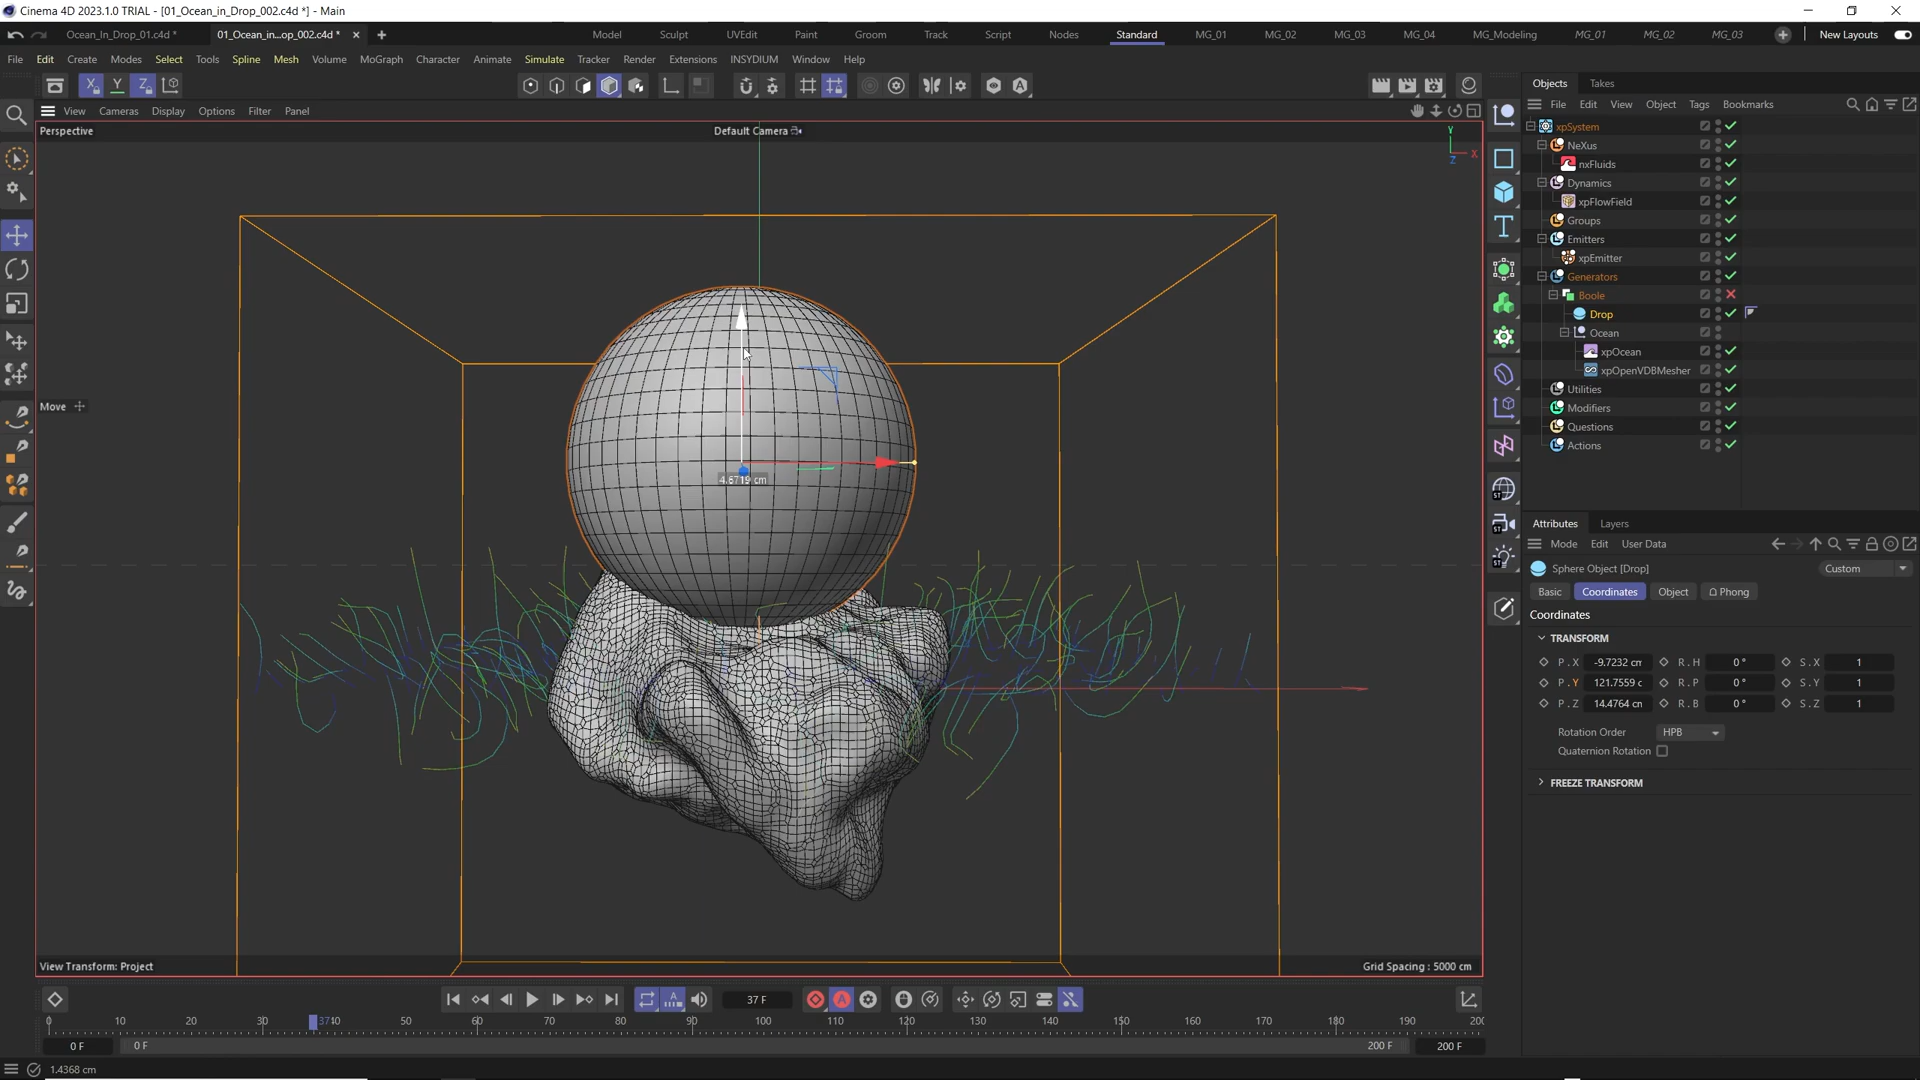 Cinema 4D 2023.1.0 TRIAL - [01_Ocean_in_Drop_002.c4d *] - Main
Ocean_In_Drop_01.c4d *
01_Ocean_in...op_002.c4d *
Model Sculpt UVEdit Paint Groom Track Script Nodes Standard MG_01 MG_02 MG_03 MG_04 MG_Modeling MG_01 MG_02 MG_03 New Layouts
File Edit Create Modes Select Tools Spline Mesh Volume MoGraph Character Animate Simulate Tracker Render Extensions INSYDIUM Window Help
X Y Z
View Cameras Display Options Filter Panel
Perspective
Default Camera
Y
X
Z
Move
4.6719 cm
View Transform: Project
Grid Spacing : 5000 cm
Objects Takes
File Edit View Object Tags Bookmarks
xpSystem
NeXus
nxFluids
Dynamics
xpFlowField
Groups
Emitters
xpEmitter
Generators
Boole
Drop
Ocean
xpOcean
xpOpenVDBMesher
Utilities
Modifiers
Questions
Actions
Attributes Layers
Mode Edit User Data
Sphere Object [Drop]
Custom
Basic Coordinates Object Phong
Coordinates
TRANSFORM
P . X -9.7232 cm R . H 0 ° S . X 1
P . Y 121.7559 c R . P 0 ° S . Y 1
P . Z 14.4764 cm R . B 0 ° S . Z 1
Rotation Order HPB
Quaternion Rotation
FREEZE TRANSFORM
37 F
0 10 20 30 37 40 50 60 70 80 90 100 110 120 130 140 150 160 170 180 190 200
0 F 0 F 200 F 200 F
1.4368 cm